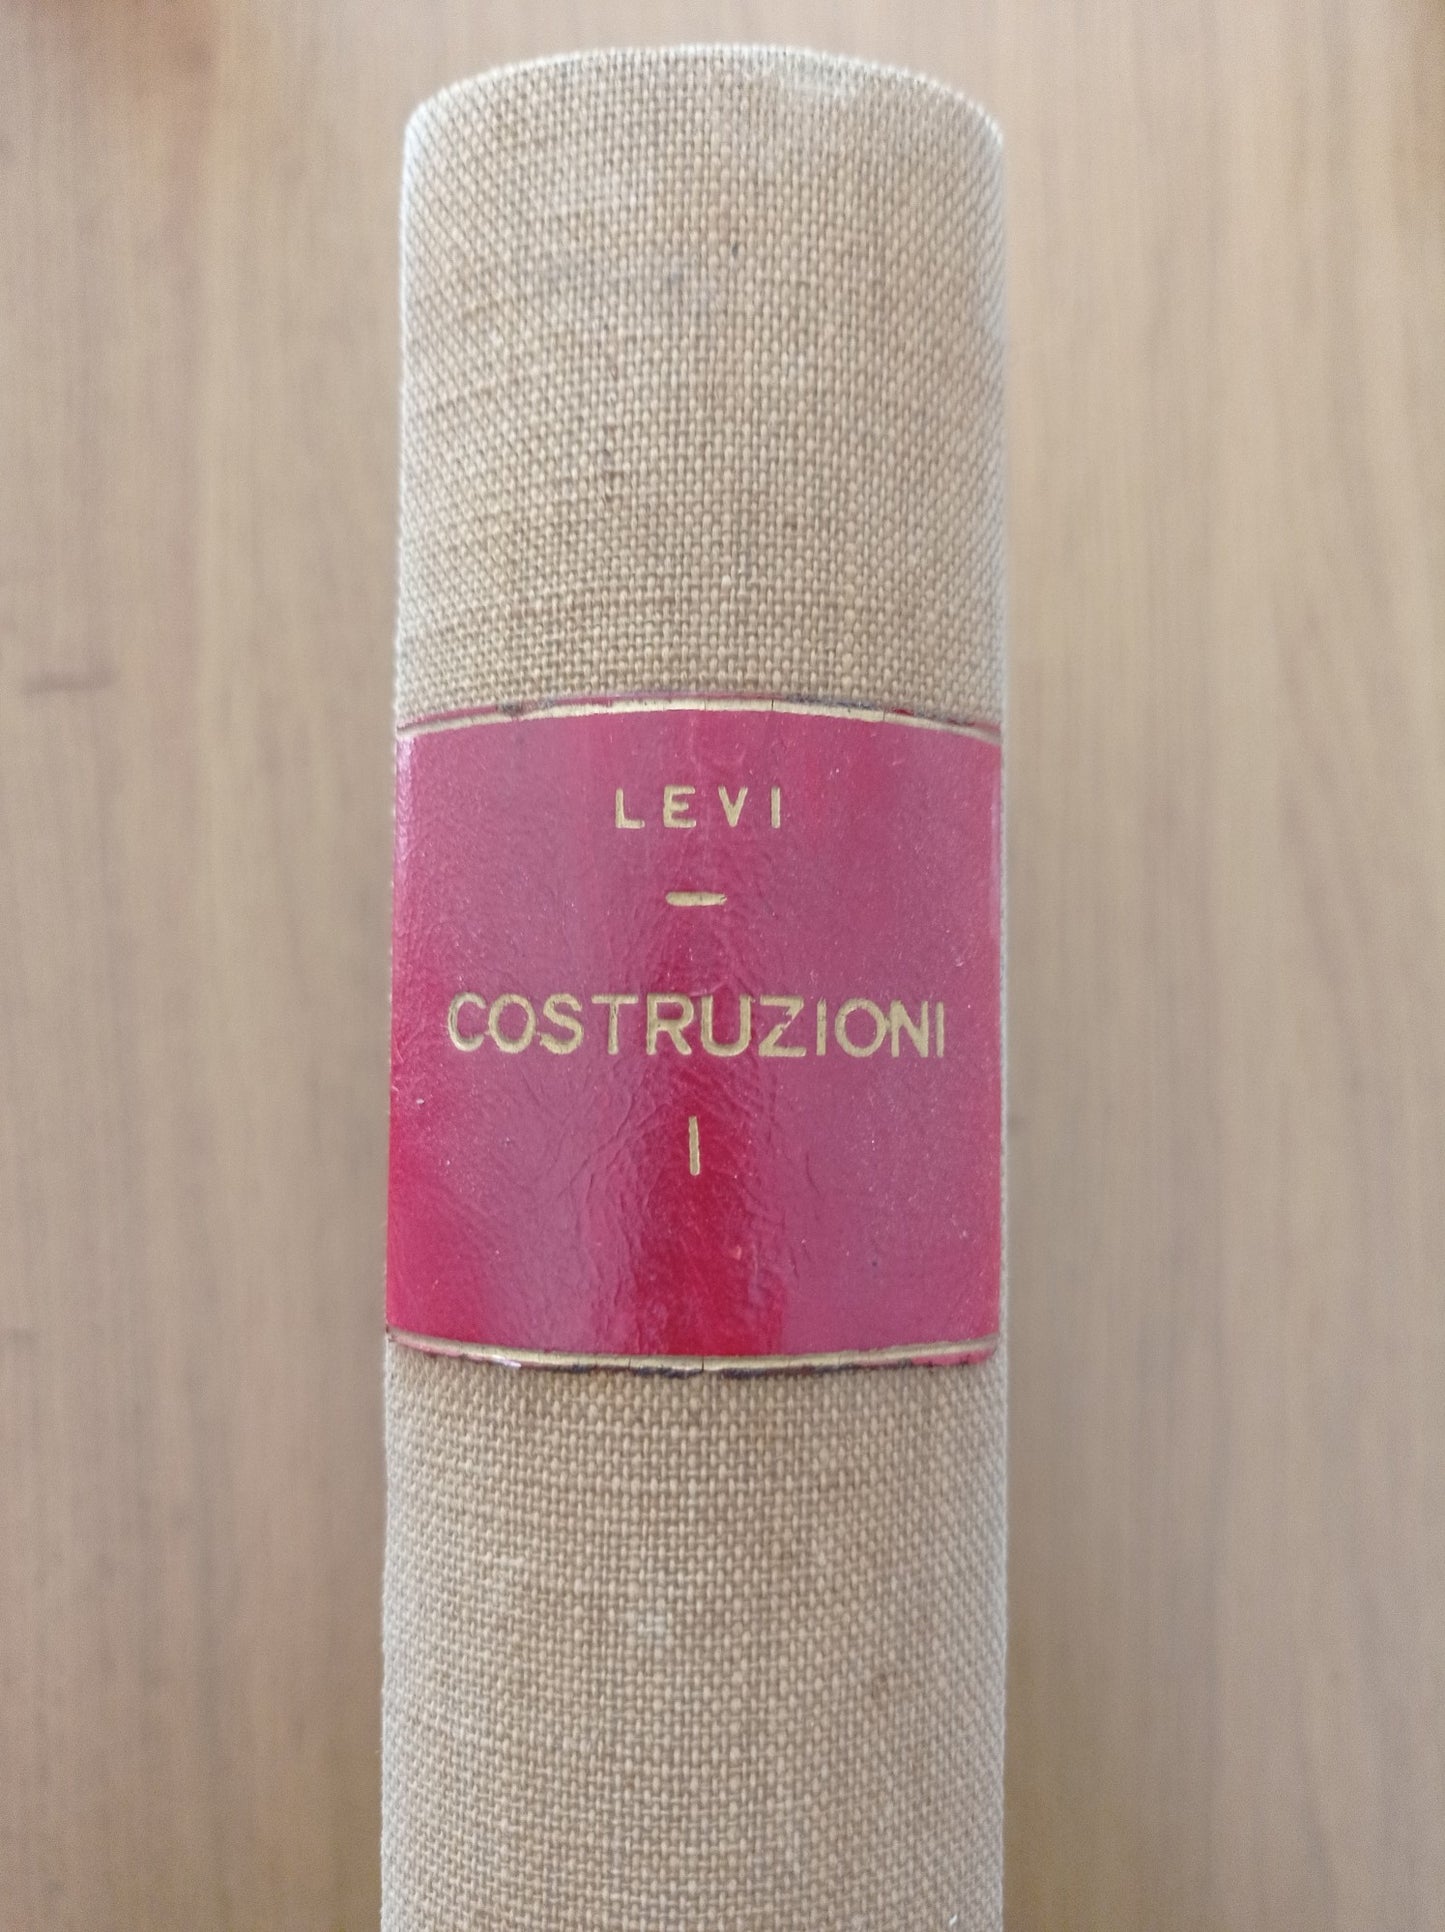 LEVI
—
COSTRUZIONI
I